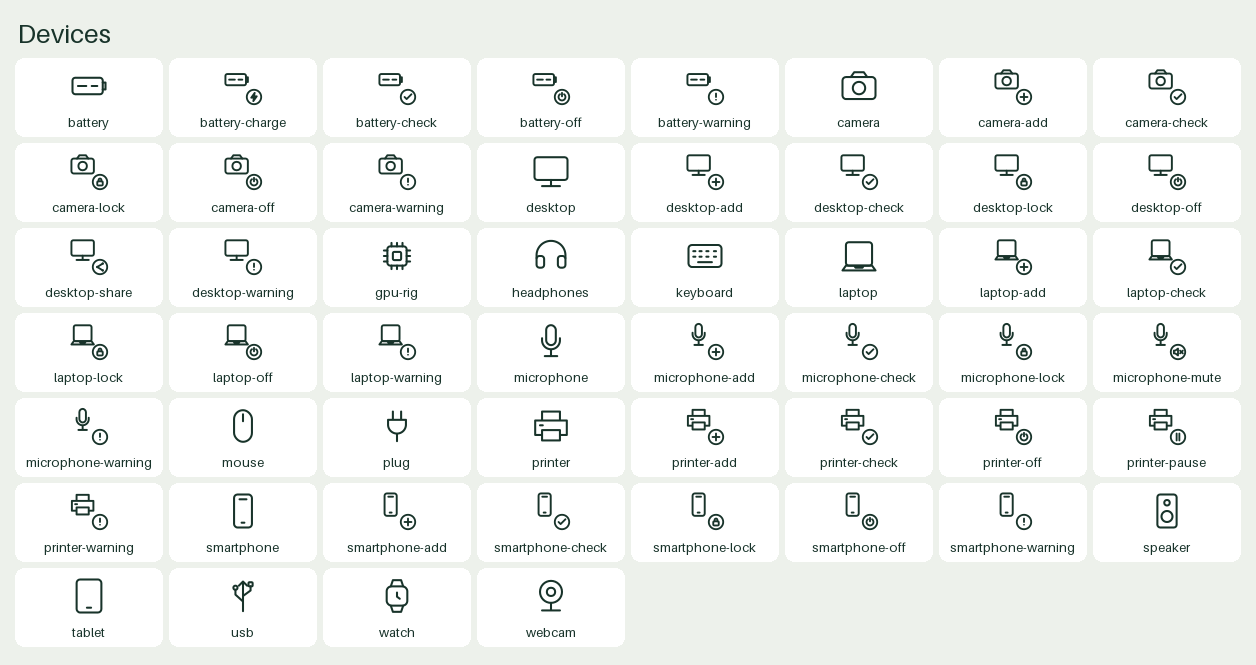 Devices
battery
battery-charge
battery-check
battery-off
battery-warning
camera
camera-add
camera-check
camera-lock
camera-off
camera-warning
desktop
desktop-add
desktop-check
desktop-lock
desktop-off
desktop-share
desktop-warning
gpu-rig
headphones
keyboard
laptop
laptop-add
laptop-check
laptop-lock
laptop-off
laptop-warning
microphone
microphone-add
microphone-check
microphone-lock
microphone-mute
microphone-warning
mouse
plug
printer
printer-add
printer-check
printer-off
printer-pause
printer-warning
smartphone
smartphone-add
smartphone-check
smartphone-lock
smartphone-off
smartphone-warning
speaker
tablet
usb
watch
webcam